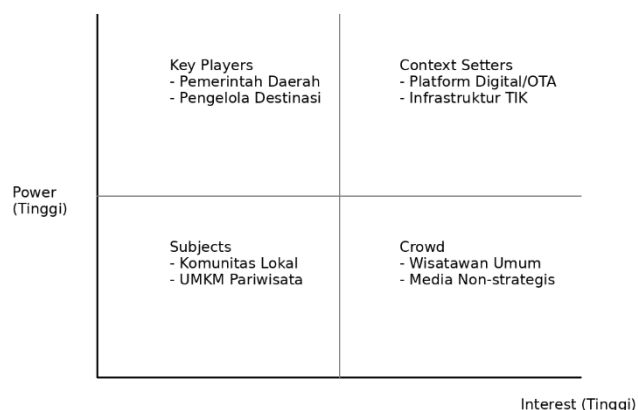 Key Players
- Pemerintah Daerah
- Pengelola Destinasi
Context Setters
- Platform Digital/OTA
- Infrastruktur TIK
Power
(Tinggi)
Subjects
- Komunitas Lokal
- UMKM Pariwisata
Crowd
- Wisatawan Umum
- Media Non-strategis
Interest (Tinggi)